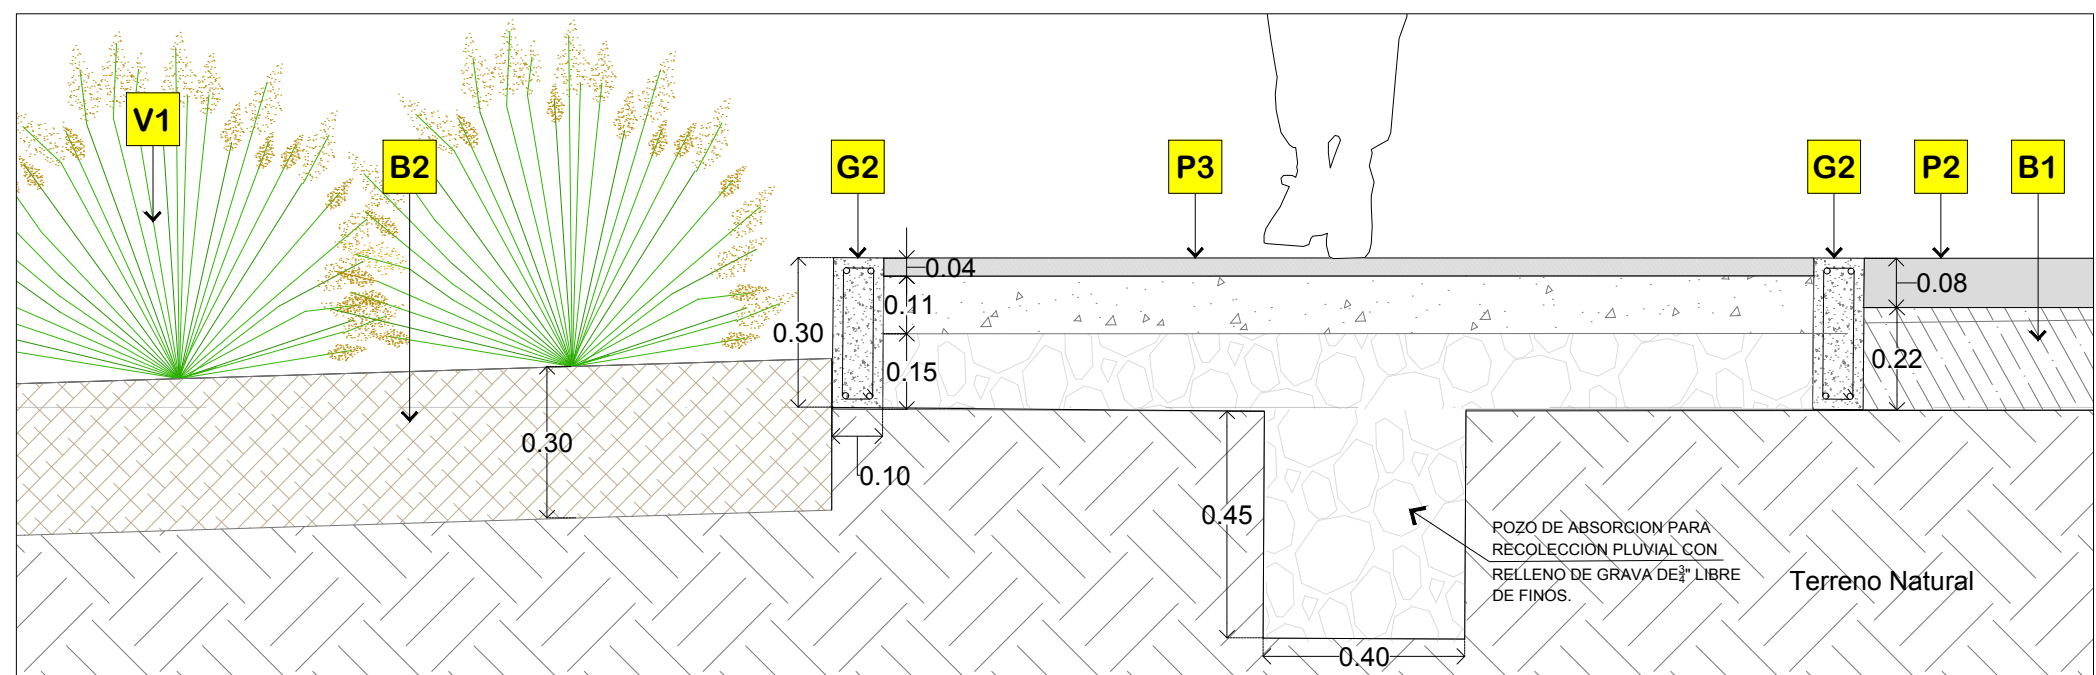 V1
B2
G2
P3
G2
P2
B1
0.04
0.11
0.30
0.15
0.08
0.22
0.30
0.10
0.45
0.40
POZO DE ABSORCION PARA
RECOLECCION PLUVIAL CON
RELLENO DE GRAVA DE 3/4" LIBRE
DE FINOS.
Terreno Natural